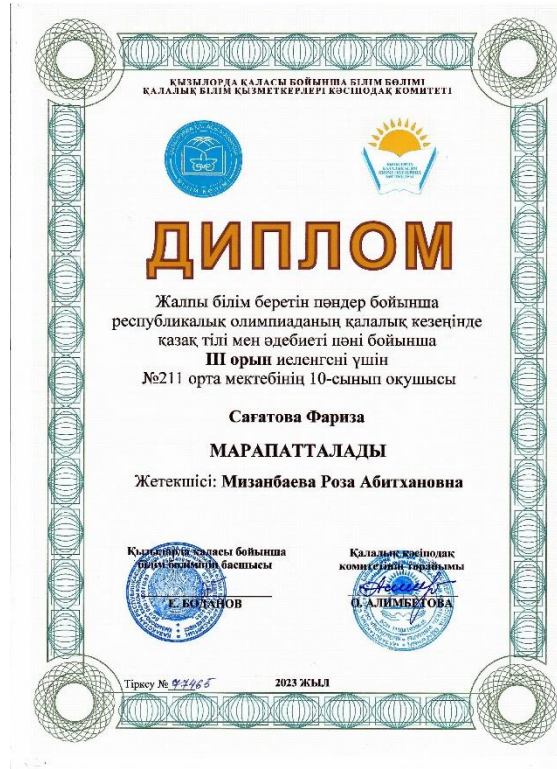 ҚЫЗЫЛОРДА ҚАЛАСЫ БОЙЫНША БІЛІМ БӨЛІМІ
ҚАЛАЛЫҚ БІЛІМ ҚЫЗМЕТКЕРЛЕРІ КӘСІПОДАҚ КОМИТЕТІ
ДИПЛОМ
Жалпы білім беретін пәндер бойынша
республикалық олимпиаданың қалалық кезеңінде
қазақ тілі мен әдебиеті пәні бойынша
III орын иеленгені үшін
№211 орта мектебінің 10-сынып оқушысы
Сағатова Фариза
МАРАПАТТАЛАДЫ
Жетекшісі: Мизанбаева Роза Абитхановна
Қызылорда қаласы бойынша
білім бөлімінің басшысы
Е. БОДАНОВ
Қалалық кәсіподақ
комитетінің төрайымы
О. АЛИМБЕТОВА
Тіркеу № 77465
2023 ЖЫЛ